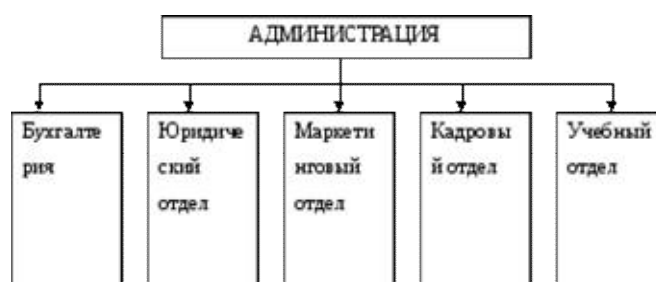 АДМИНИСТРАЦИЯ
Бухгалте
рия
Юридиче
ский
отдел
Маркети
нговый
отдел
Кадровы
й отдел
Учебный
отдел